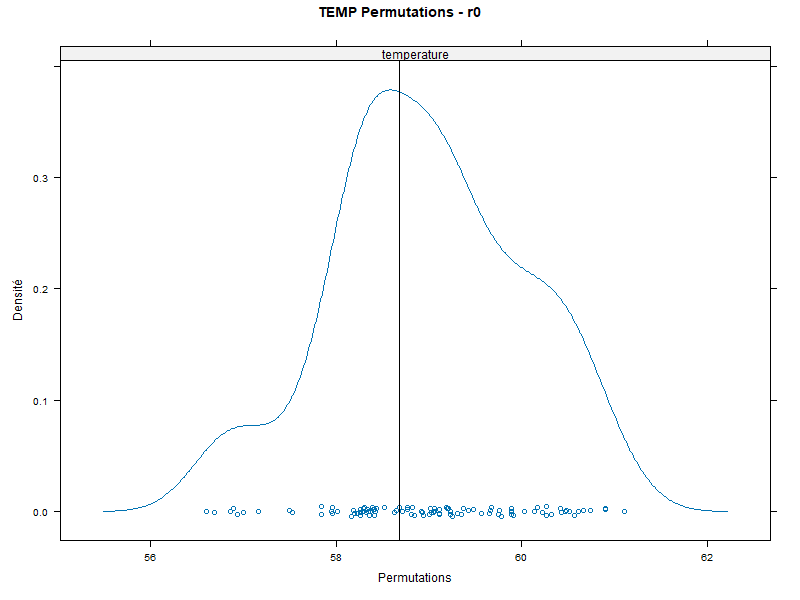 TEMP Permutations - r0
temperature
0.3
0.2
0.1
0.0
Densité
56 58 60 62
Permutations